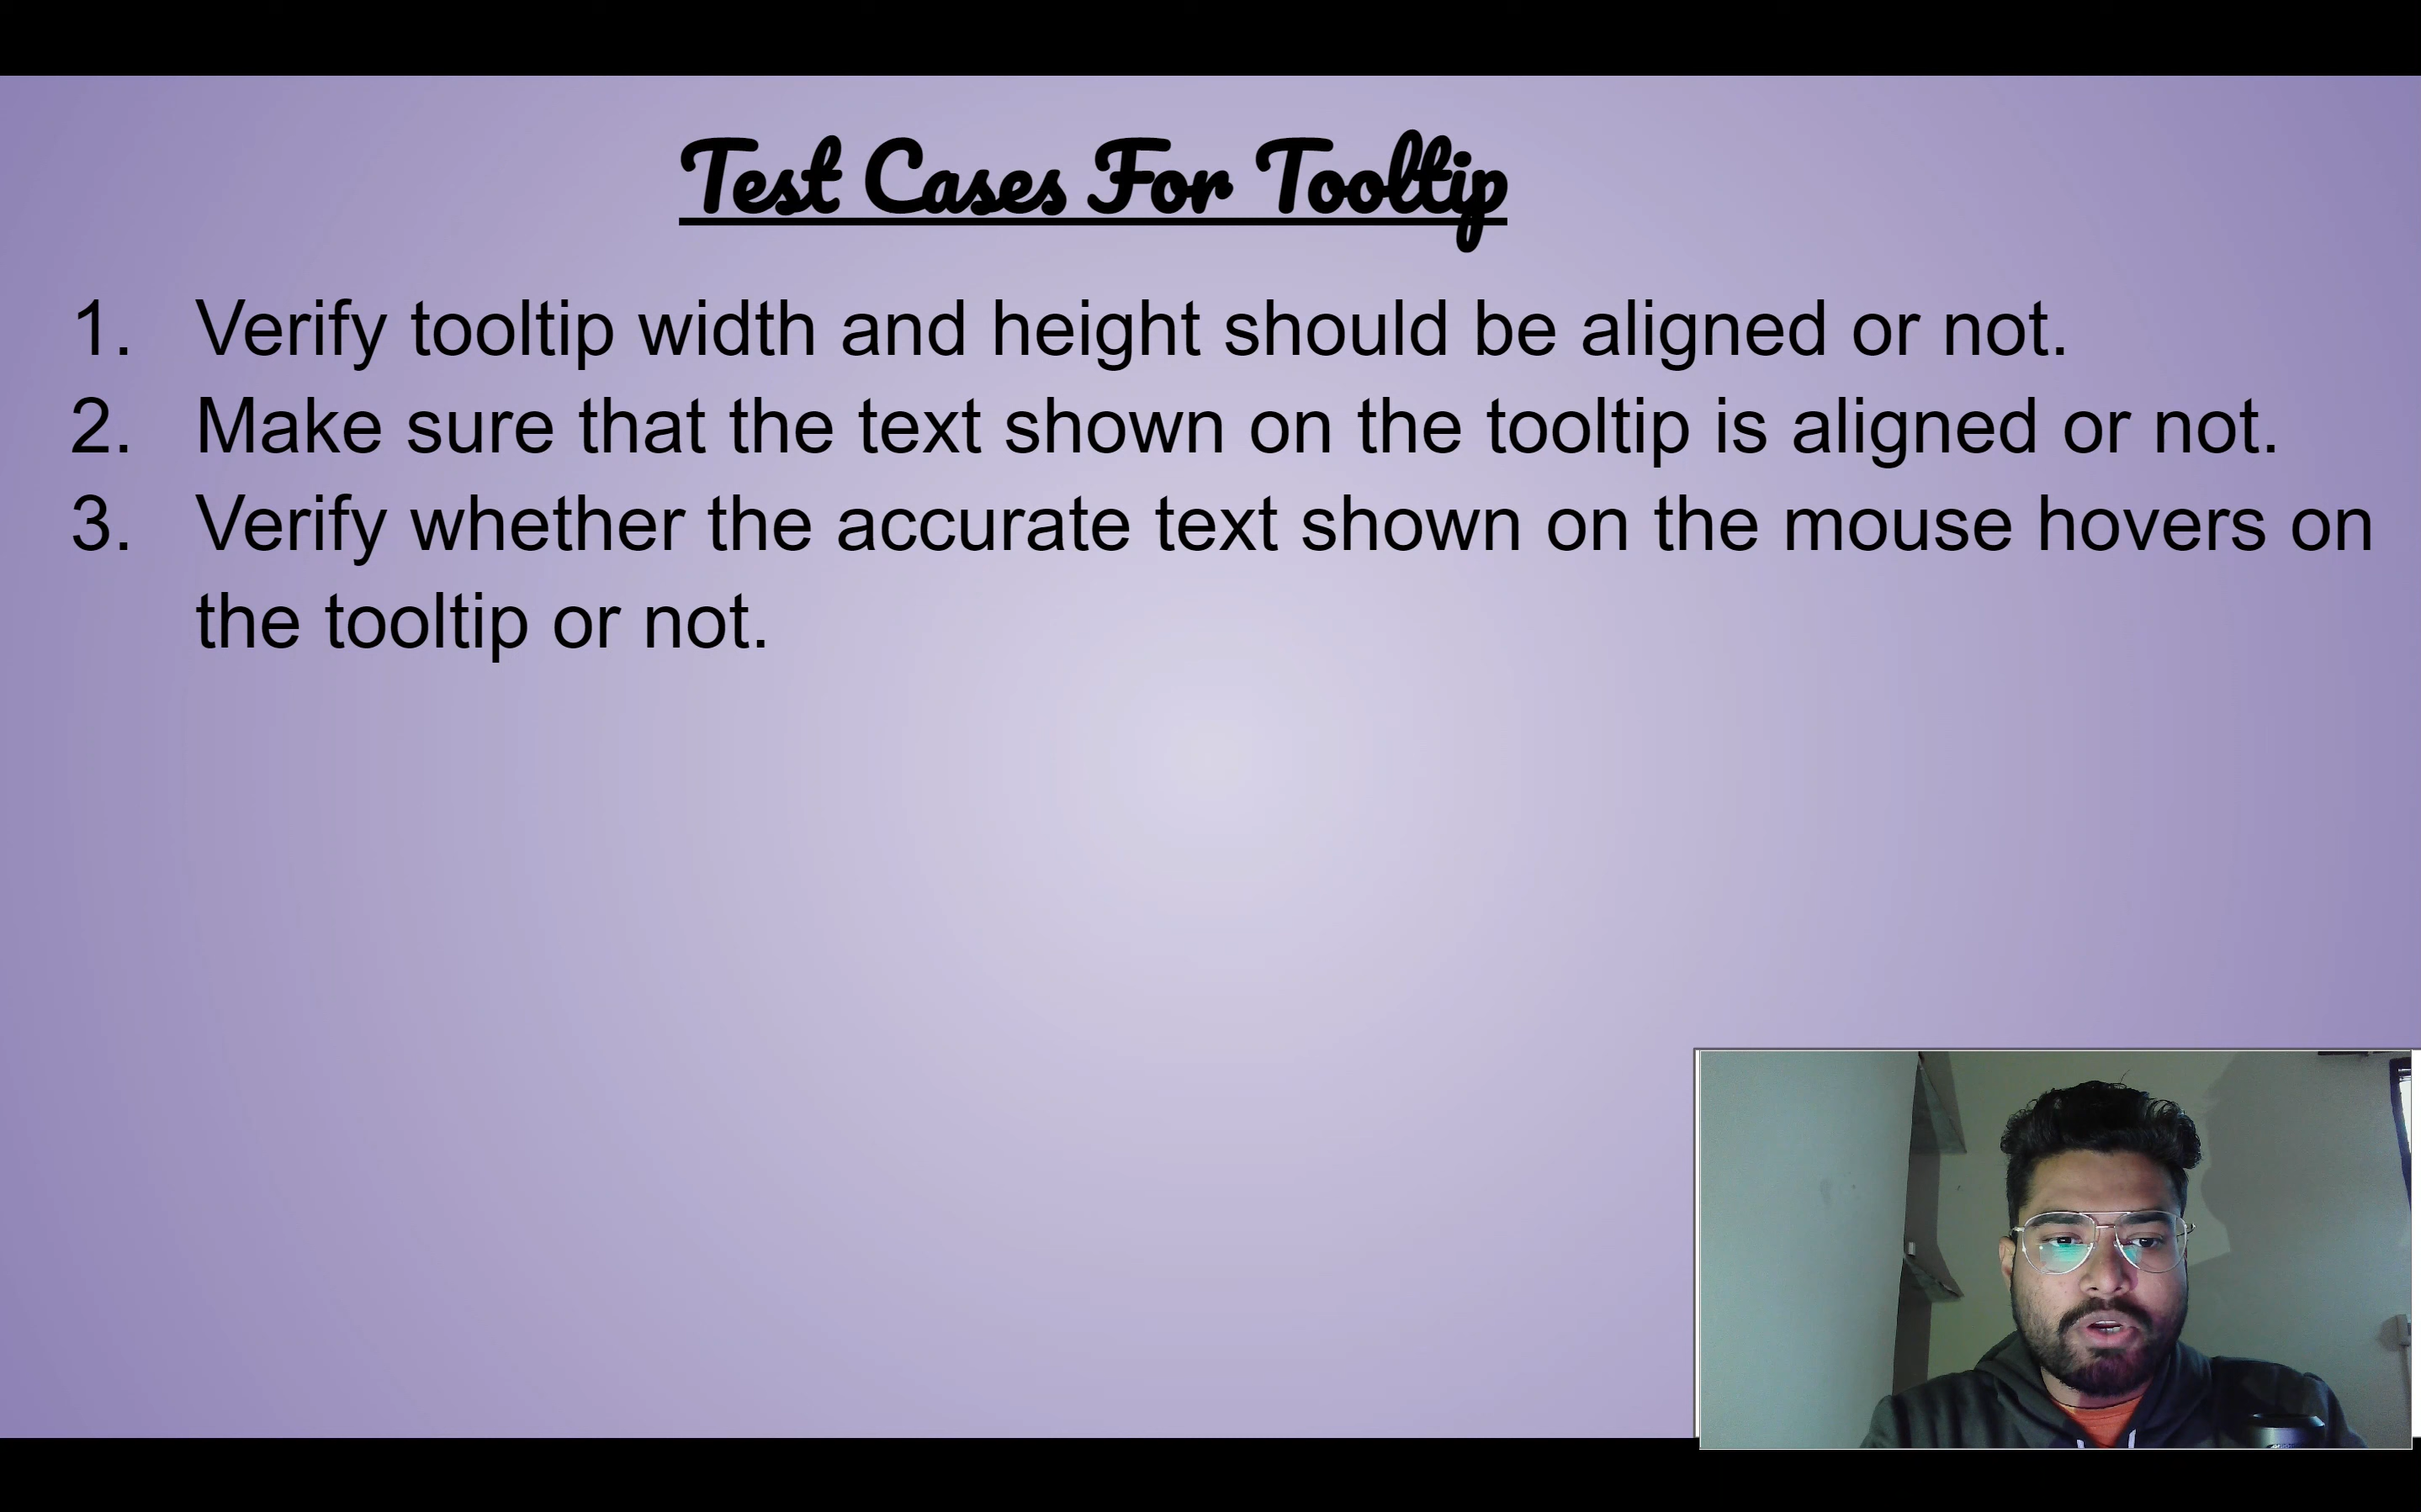 Test Cases For Tooltip
1. Verify tooltip width and height should be aligned or not.
2. Make sure that the text shown on the tooltip is aligned or not.
3. Verify whether the accurate text shown on the mouse hovers on
the tooltip or not.